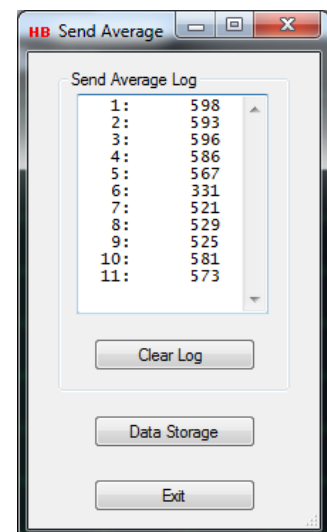 HB Send Average
Send Average Log
1: 598
2: 593
3: 596
4: 586
5: 567
6: 331
7: 521
8: 529
9: 525
10: 581
11: 573
Clear Log
Data Storage
Exit